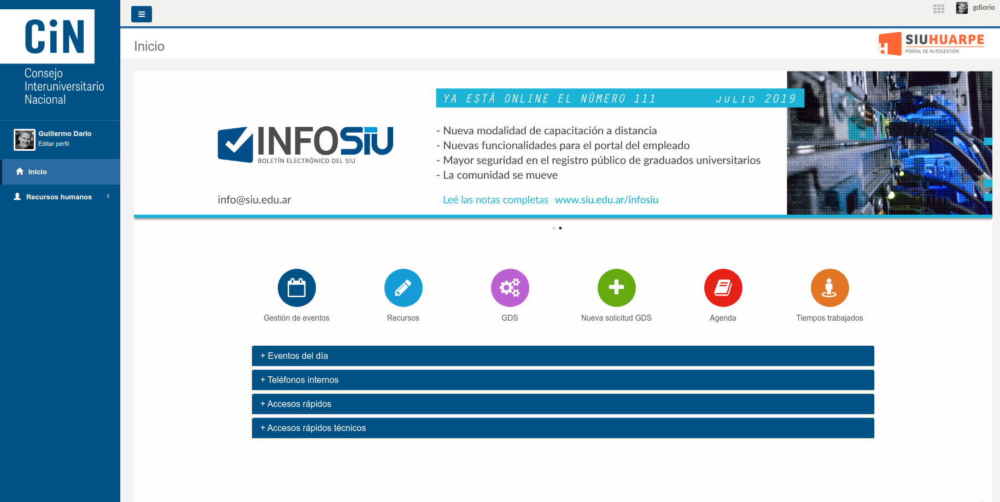 CiN
Consejo
Interuniversitario
Nacional
Guillermo Darío
Editar perfil
Inicio
Recursos humanos
gdiorio
Inicio
SIUHUARPE
PORTAL DE AUTOGESTIÓN
YA ESTÁ ONLINE EL NÚMERO 111 JULIO 2019
INFOSIU
BOLETÍN ELECTRÓNICO DEL SIU
info@siu.edu.ar
- Nueva modalidad de capacitación a distancia
- Nuevas funcionalidades para el portal del empleado
- Mayor seguridad en el registro público de graduados universitarios
- La comunidad se mueve
Leé las notas completas www.siu.edu.ar/infosiu
Gestión de eventos
Recursos
GDS
Nueva solicitud GDS
Agenda
Tiempos trabajados
+ Eventos del día
+ Teléfonos internos
+ Accesos rápidos
+ Accesos rápidos técnicos